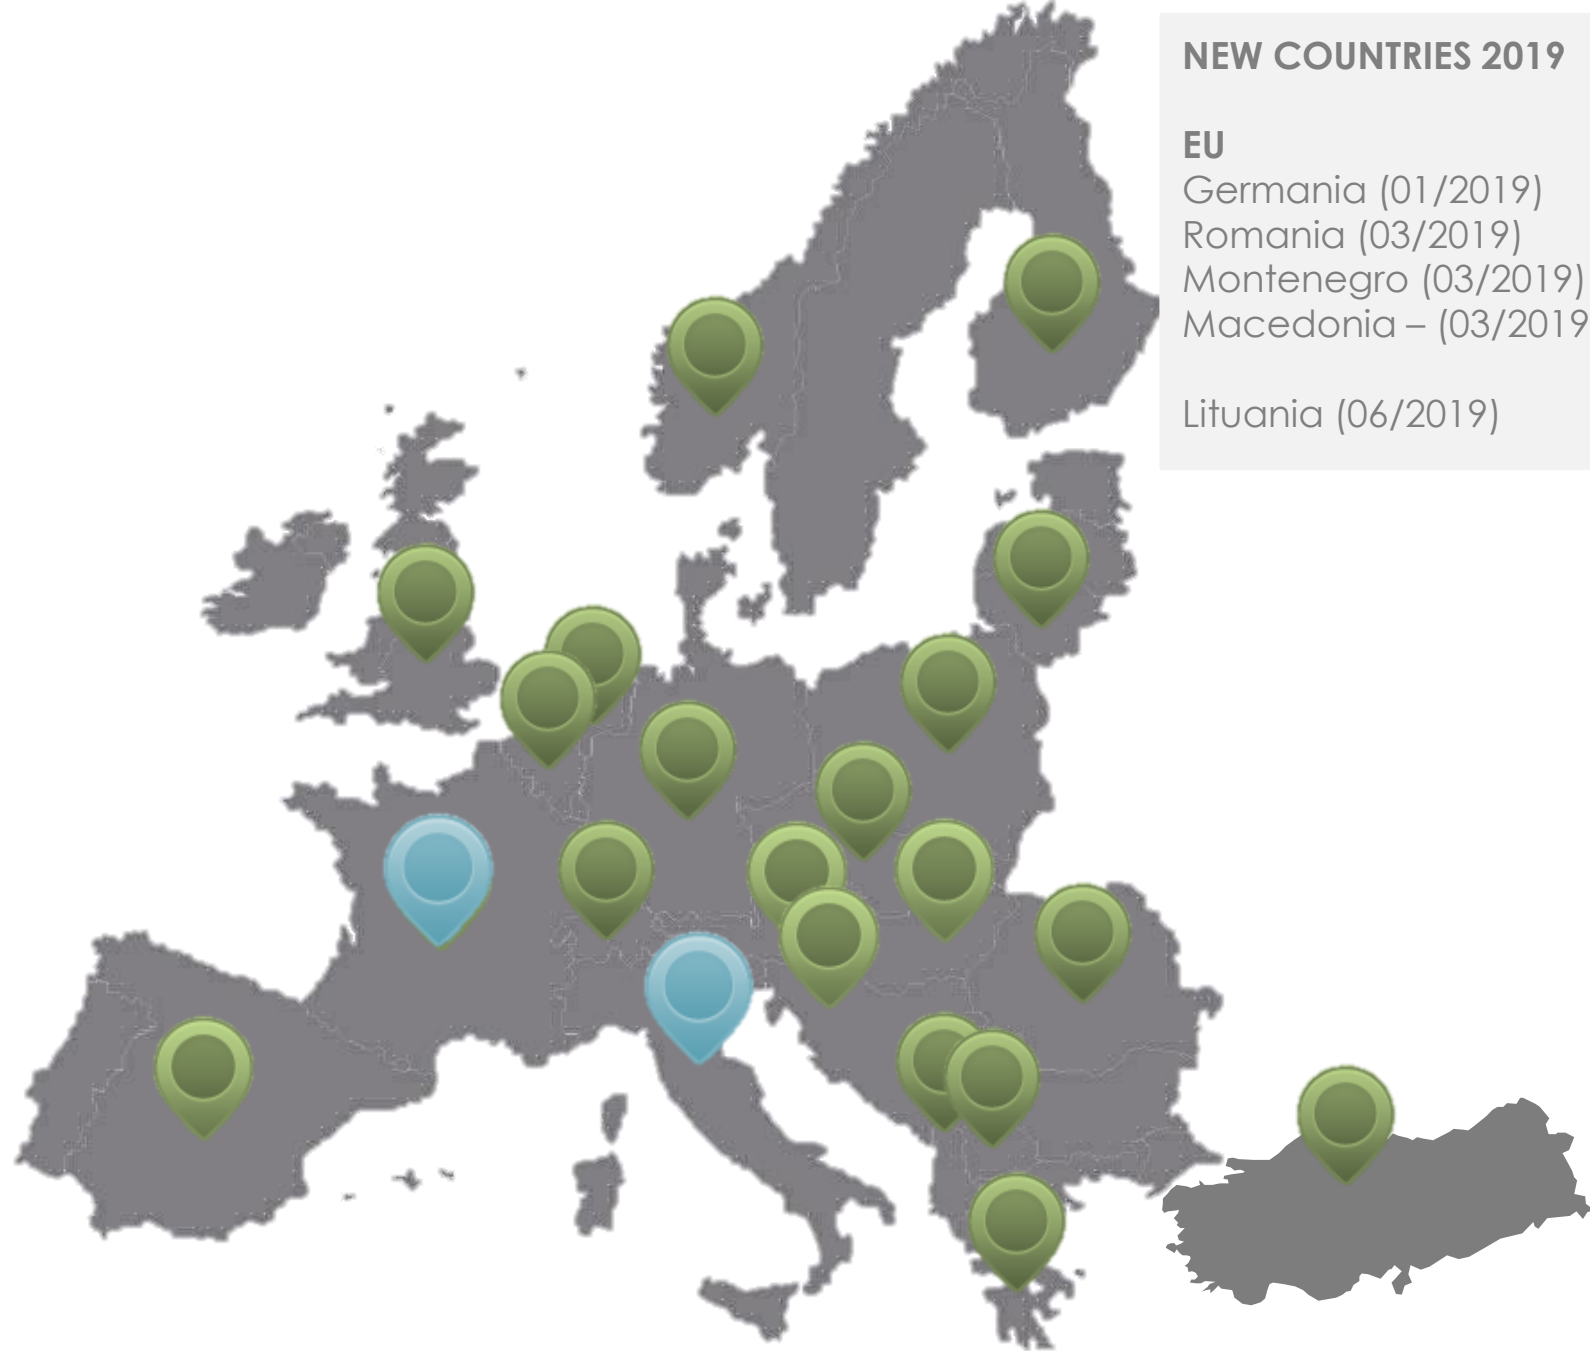 NEW COUNTRIES 2019
EU
Germania (01/2019)
Romania (03/2019)
Montenegro (03/2019)
Macedonia – (03/2019
Lituania (06/2019)